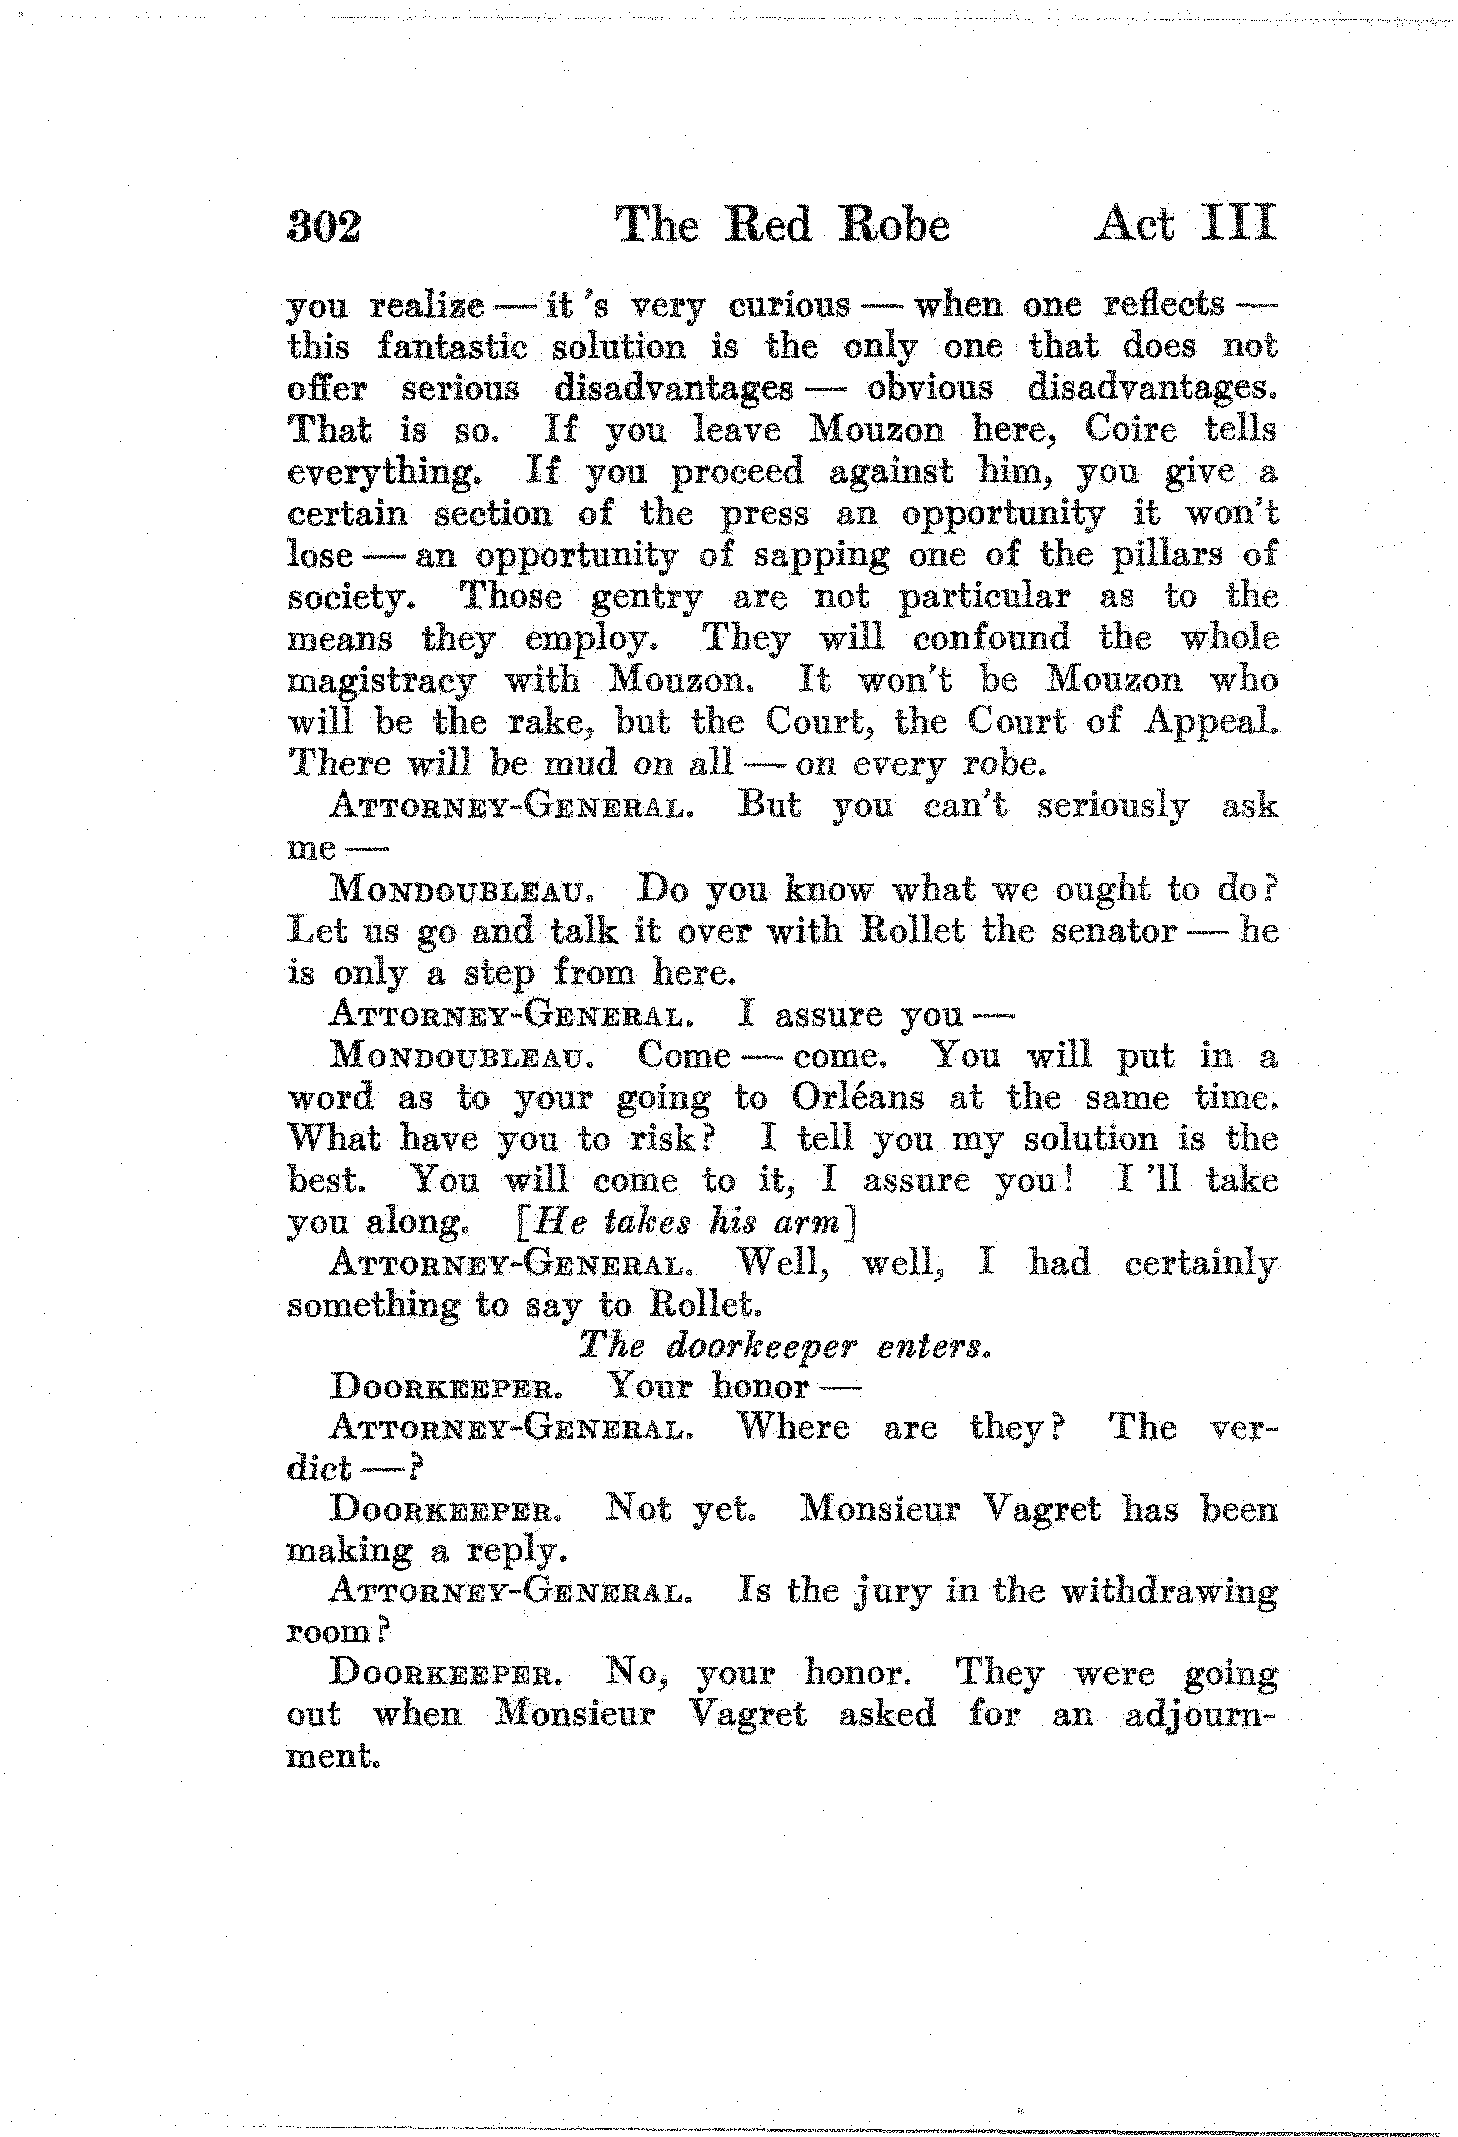 302 The Red Robe Act III
you realize — it 's very curious — when one reflects —
this fantastic solution is the only one that does not
offer serious disadvantages — obvious disadvantages.
That is so. If you leave Mouzon here, Coire tells
everything. If you proceed against him, you give a
certain section of the press an opportunity it won't
lose — an opportunity of sapping one of the pillars of
society. Those gentry are not particular as to the
means they employ. They will confound the whole
magistracy with Mouzon. It won't be Mouzon who
will be the rake, but the Court, the Court of Appeal.
There will be mud on all — on every robe.
ATTORNEY-GENERAL. But you can't seriously ask
me —
MONDOUBLEAU. Do you know what we ought to do?
Let us go and talk it over with Rollet the senator — he
is only a step from here.
ATTORNEY-GENERAL. I assure you —
MONDOUBLEAU. Come — come. You will put in a
word as to your going to Orléans at the same time.
What have you to risk? I tell you my solution is the
best. You will come to it, I assure you! I 'll take
you along. [He takes his arm]
ATTORNEY-GENERAL. Well, well, I had certainly
something to say to Rollet.
The doorkeeper enters.
DOORKEEPER. Your honor —
ATTORNEY-GENERAL. Where are they? The ver-
dict —?
DOORKEEPER. Not yet. Monsieur Vagret has been
making a reply.
ATTORNEY-GENERAL. Is the jury in the withdrawing
room?
DOORKEEPER. No, your honor. They were going
out when Monsieur Vagret asked for an adjourn-
ment.